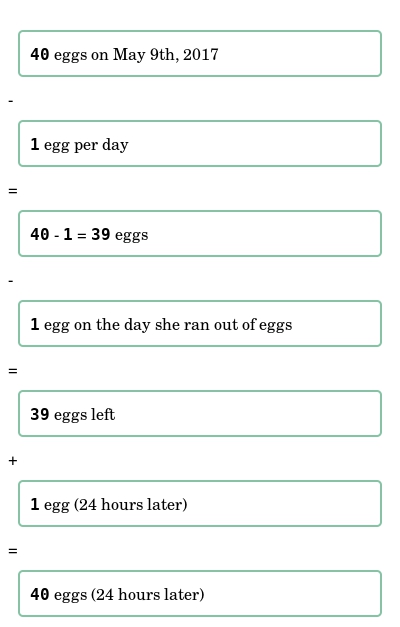 40 eggs on May 9th, 2017
-
1 egg per day
=
40 - 1 = 39 eggs
-
1 egg on the day she ran out of eggs
=
39 eggs left
+
1 egg (24 hours later)
=
40 eggs (24 hours later)